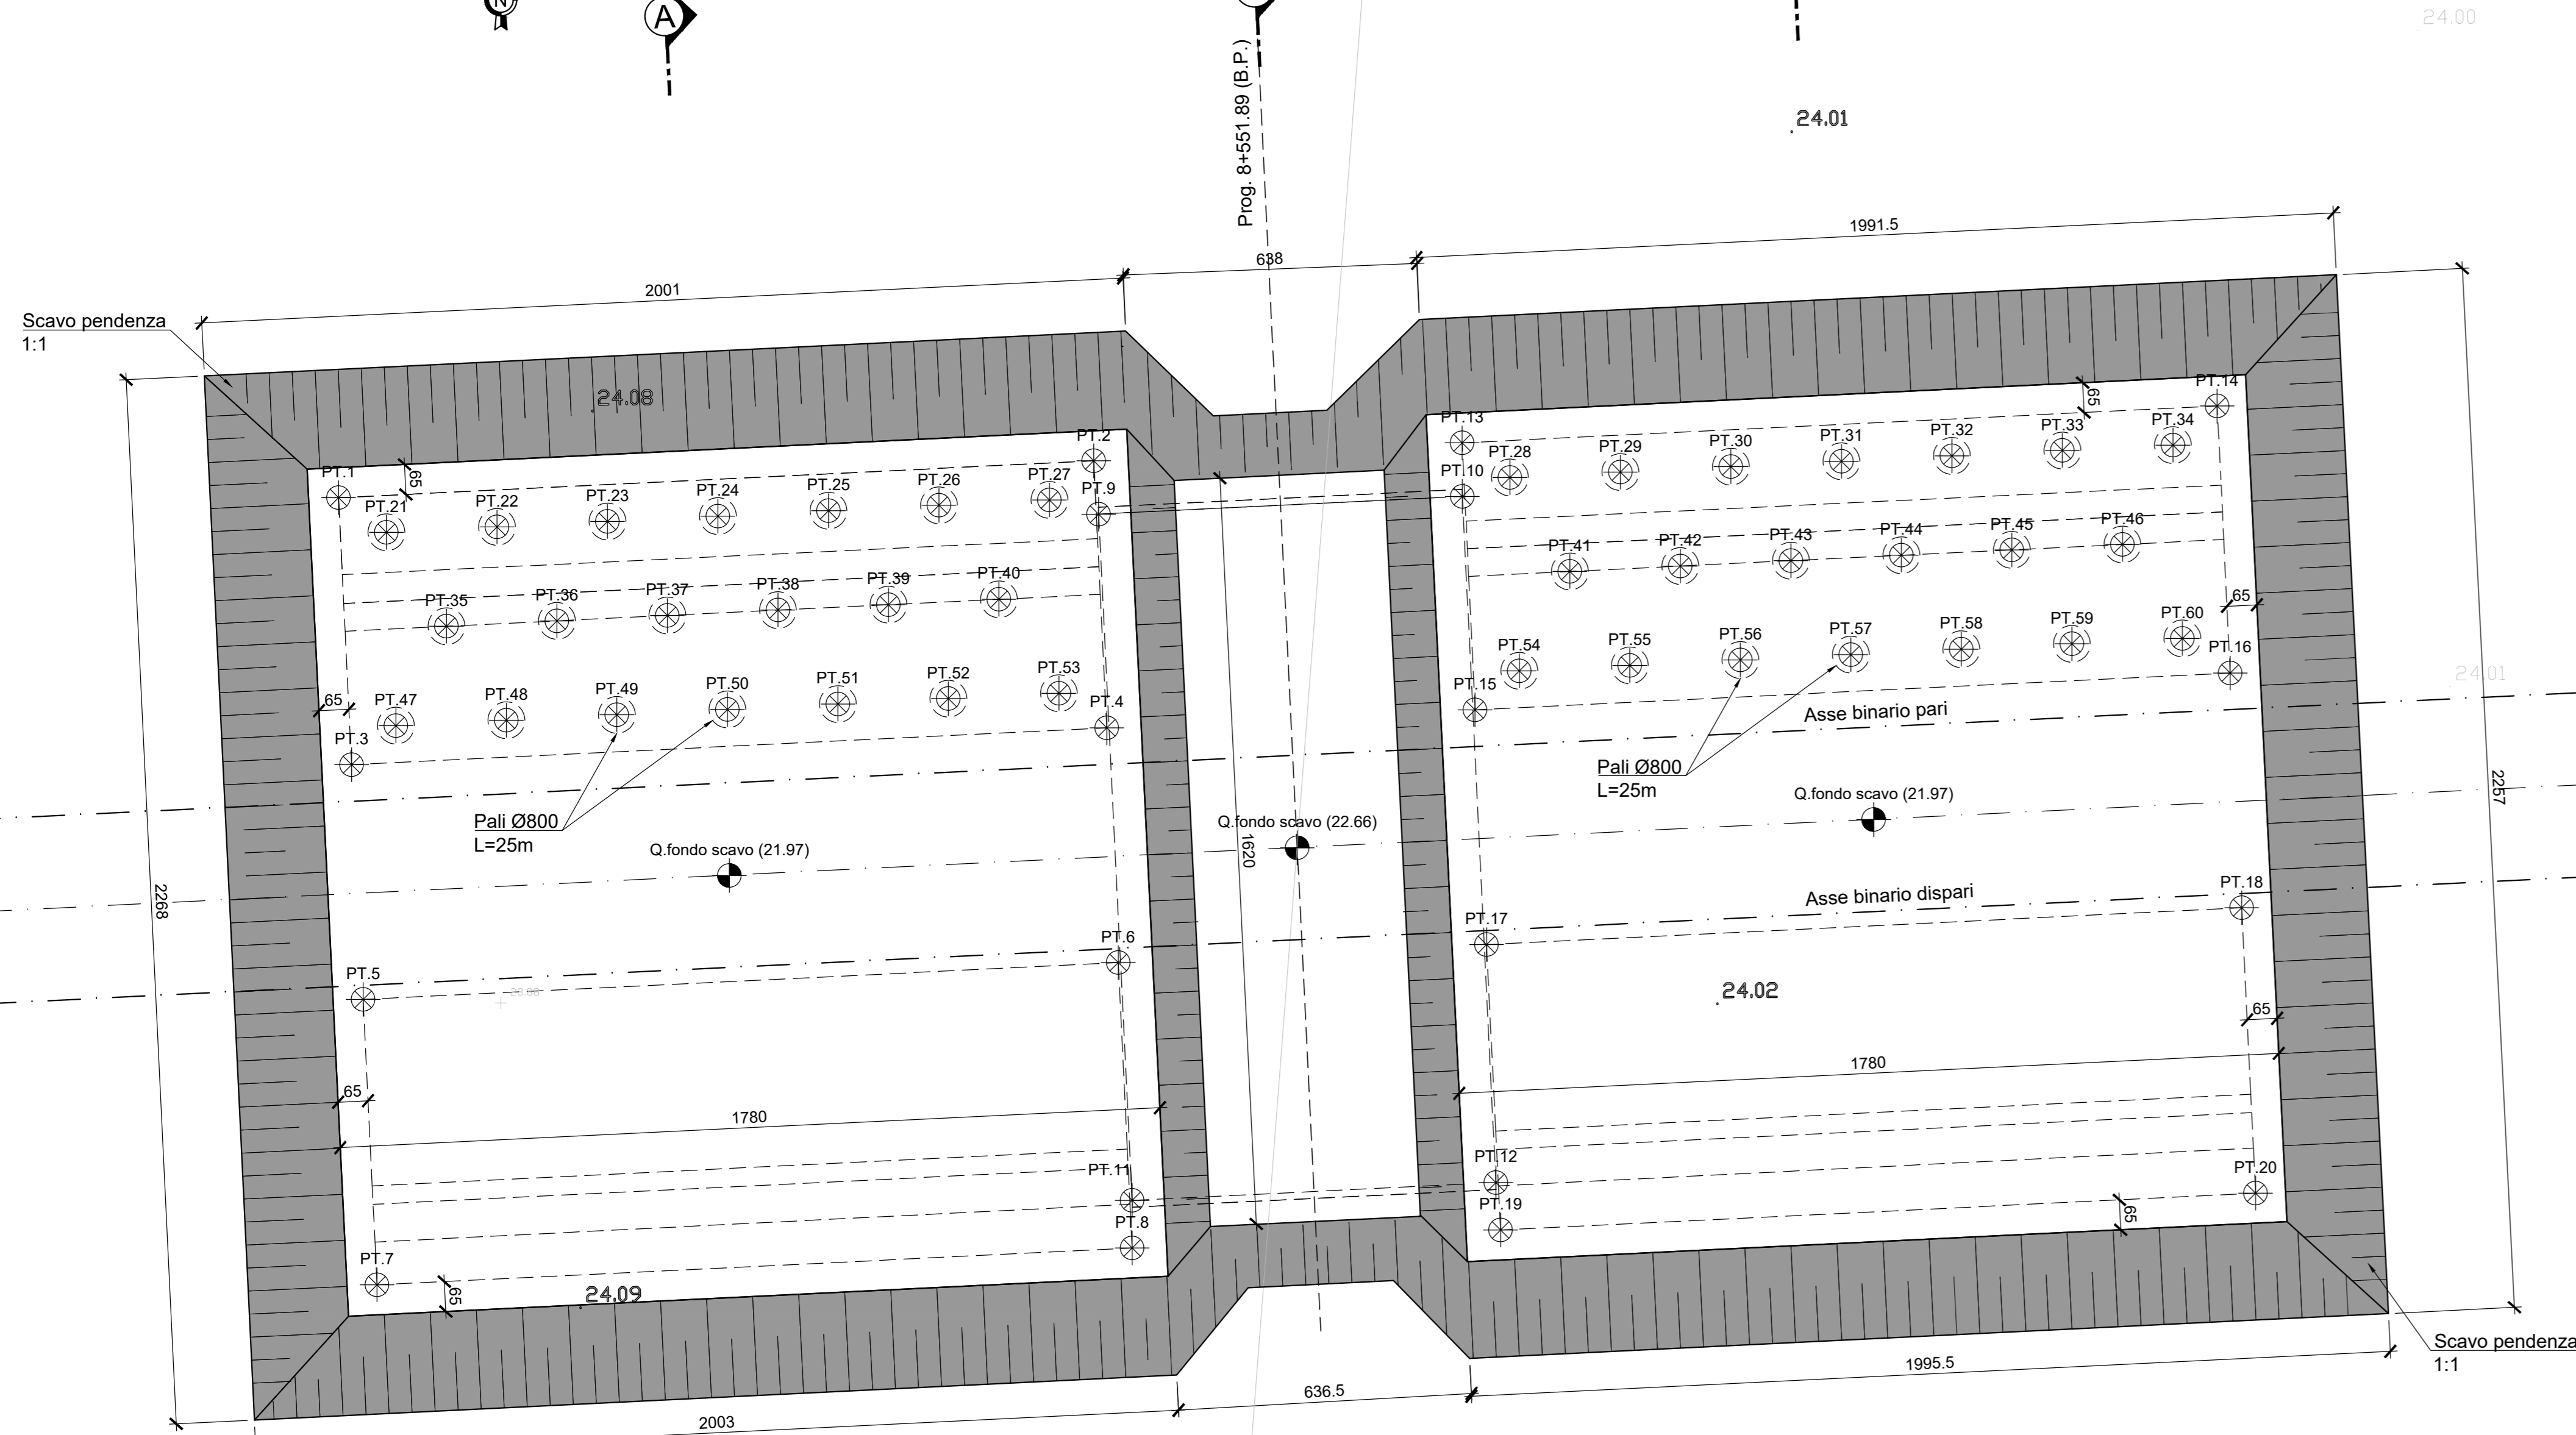 N
A
24.00
Prog. 8+551.89 (B.P.)
24.01
1991.5
638
2001
Scavo pendenza
1:1
24.08
PT.14
65
PT.13
PT.34
PT.33
PT.32
PT.31
PT.30
PT.29
PT.28
PT.2
PT.1
65
PT.10
PT.27
PT.26
PT.25
PT.24
PT.23
PT.22
PT.21
PT.9
PT.46
PT.45
PT.44
PT.43
PT.42
PT.41
PT.40
PT.39
PT.38
PT.37
PT.36
PT.35
65
PT.60
PT.59
PT.58
PT.57
PT.56
PT.55
PT.54
PT.16
PT.15
24.01
PT.53
PT.52
PT.51
PT.50
PT.49
PT.48
PT.47
65
PT.4
PT.3
Asse binario pari
Pali Ø800
L=25m
Pali Ø800
L=25m
Q.fondo scavo (21.97)
Q.fondo scavo (22.66)
Q.fondo scavo (21.97)
2257
1620
2268
Asse binario dispari
PT.18
PT.17
PT.6
PT.5
24.02
65
65
1780
1780
PT.12
PT.11
PT.20
PT.19
PT.8
PT.7
65
65
24.09
Scavo pendenza
1:1
1995.5
636.5
2003